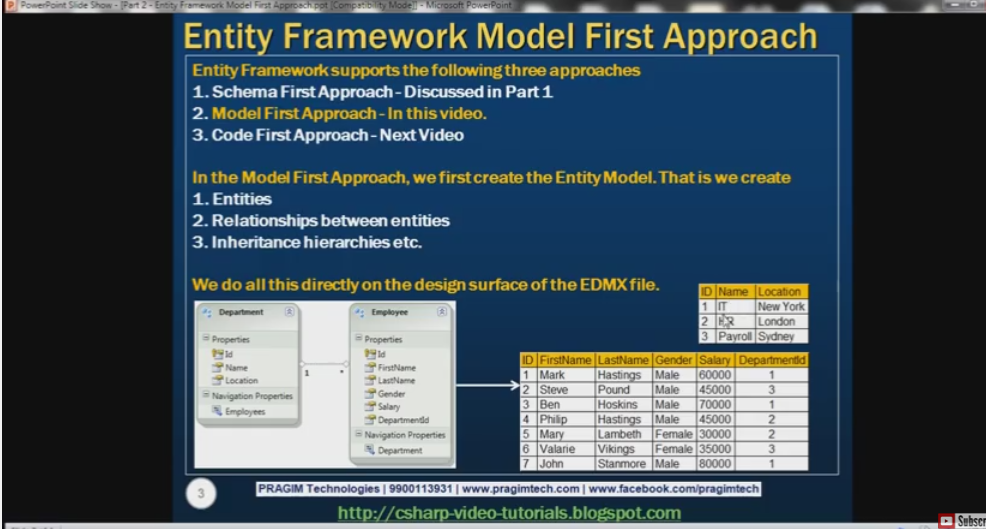 PowerPoint Slide Show - [Part 2 - Entity Framework Model First Approach.ppt [Compatibility Mode]] - Microsoft PowerPoint
Entity Framework Model First Approach
Entity Framework supports the following three approaches
1. Schema First Approach - Discussed in Part 1
2. Model First Approach - In this video.
3. Code First Approach - Next Video
In the Model First Approach, we first create the Entity Model. That is we create
1. Entities
2. Relationships between entities
3. Inheritance hierarchies etc.
We do all this directly on the design surface of the EDMX file.
Department
Properties
Id
Name
Location
Navigation Properties
Employees
1
*
Employee
Properties
Id
FirstName
LastName
Gender
Salary
DepartmentId
Navigation Properties
Department
ID Name Location
1 IT New York
2 HR London
3 Payroll Sydney
ID FirstName LastName Gender Salary DepartmentId
1 Mark Hastings Male 60000 1
2 Steve Pound Male 45000 3
3 Ben Hoskins Male 70000 1
4 Philip Hastings Male 45000 2
5 Mary Lambeth Female 30000 2
6 Valarie Vikings Female 35000 3
7 John Stanmore Male 80000 1
3
PRAGIM Technologies | 9900113931 | www.pragimtech.com | www.facebook.com/pragimtech
http://csharp-video-tutorials.blogspot.com